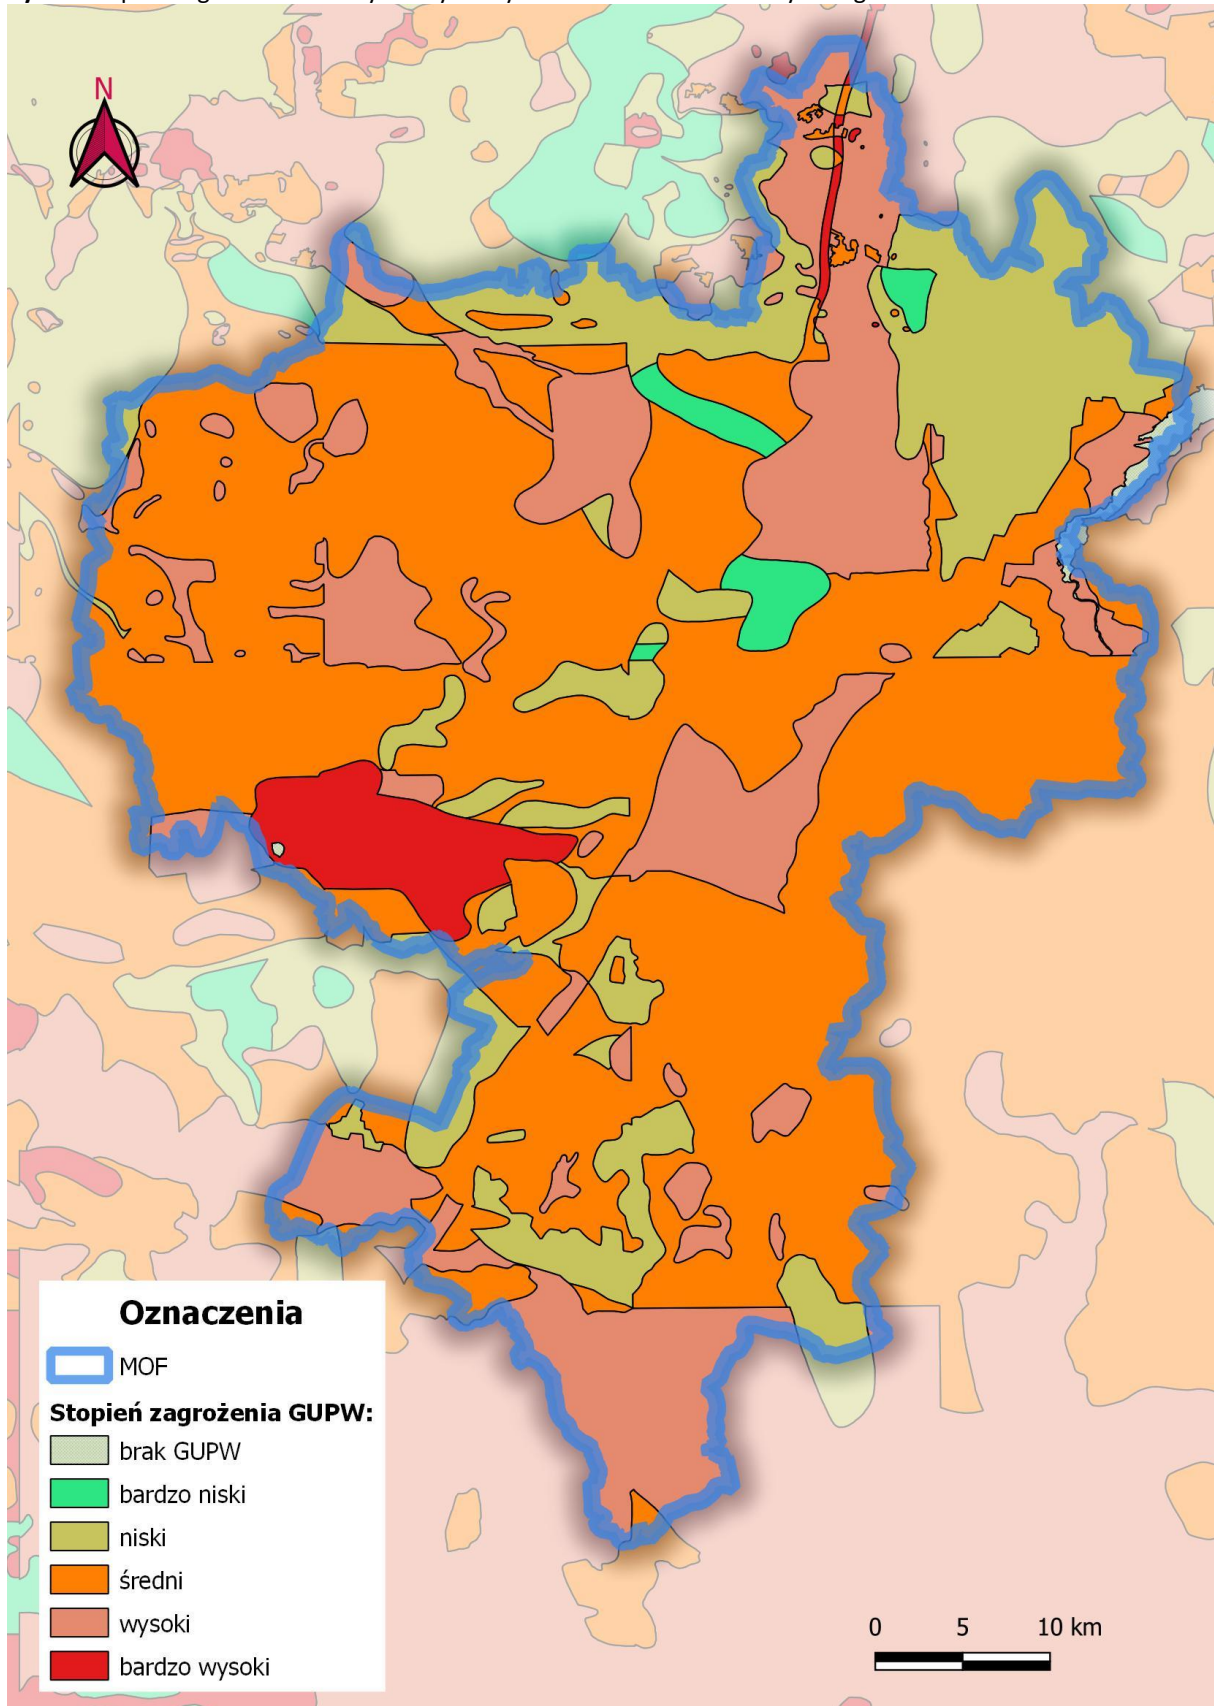 N
Oznaczenia
MOF
Stopień zagrożenia GUPW:
brak GUPW
bardzo niski
niski
średni
wysoki
bardzo wysoki
0 5 10 km